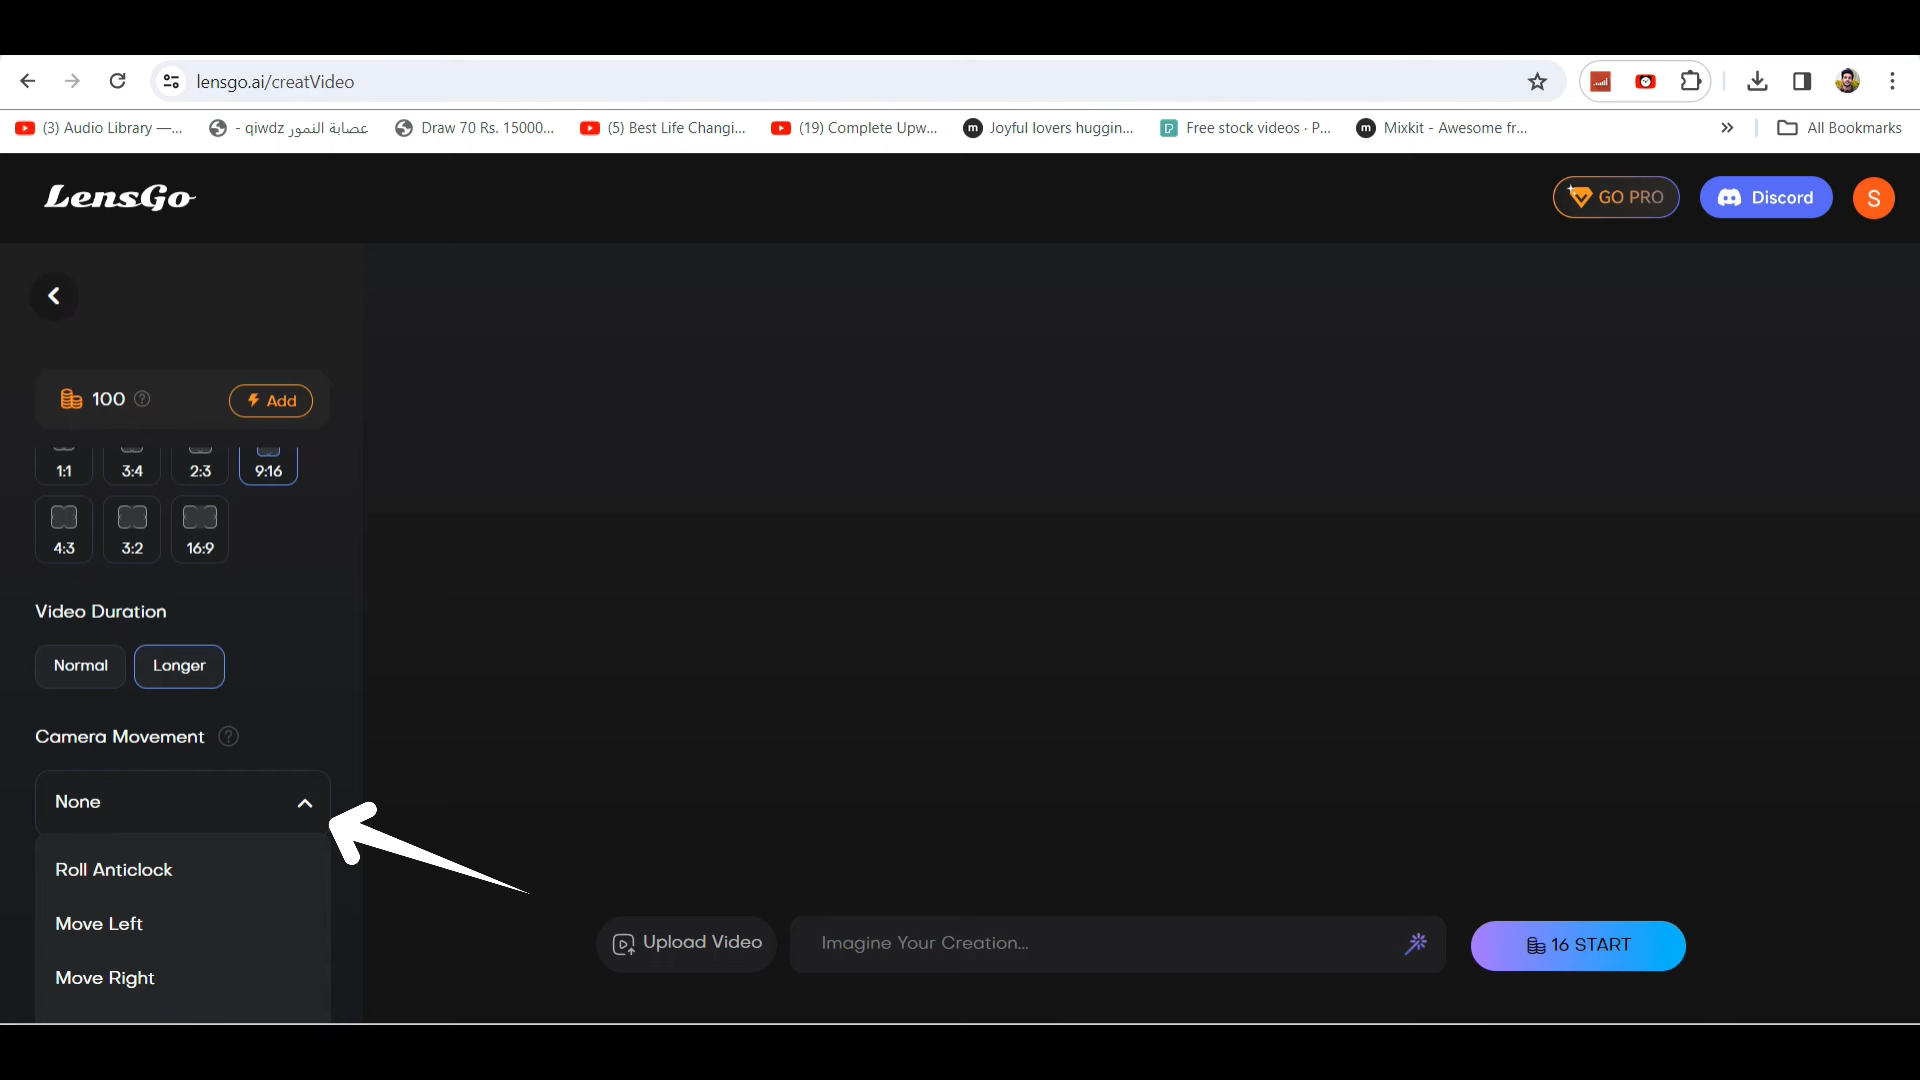 lensgo.ai/creatVideo
(3) Audio Library —...
- qiwdz عصابة النمور
Draw 70 Rs. 15000...
(5) Best Life Changi...
(19) Complete Upw...
m
Joyful lovers huggin...
Free stock videos · P...
m
Mixkit - Awesome fr...
All Bookmarks
LensGo
GO PRO
Discord
S
100
Add
1:1
3:4
2:3
9:16
4:3
3:2
16:9
Video Duration
Normal
Longer
Camera Movement
None
Roll Anticlock
Move Left
Move Right
Upload Video
Imagine Your Creation...
16 START